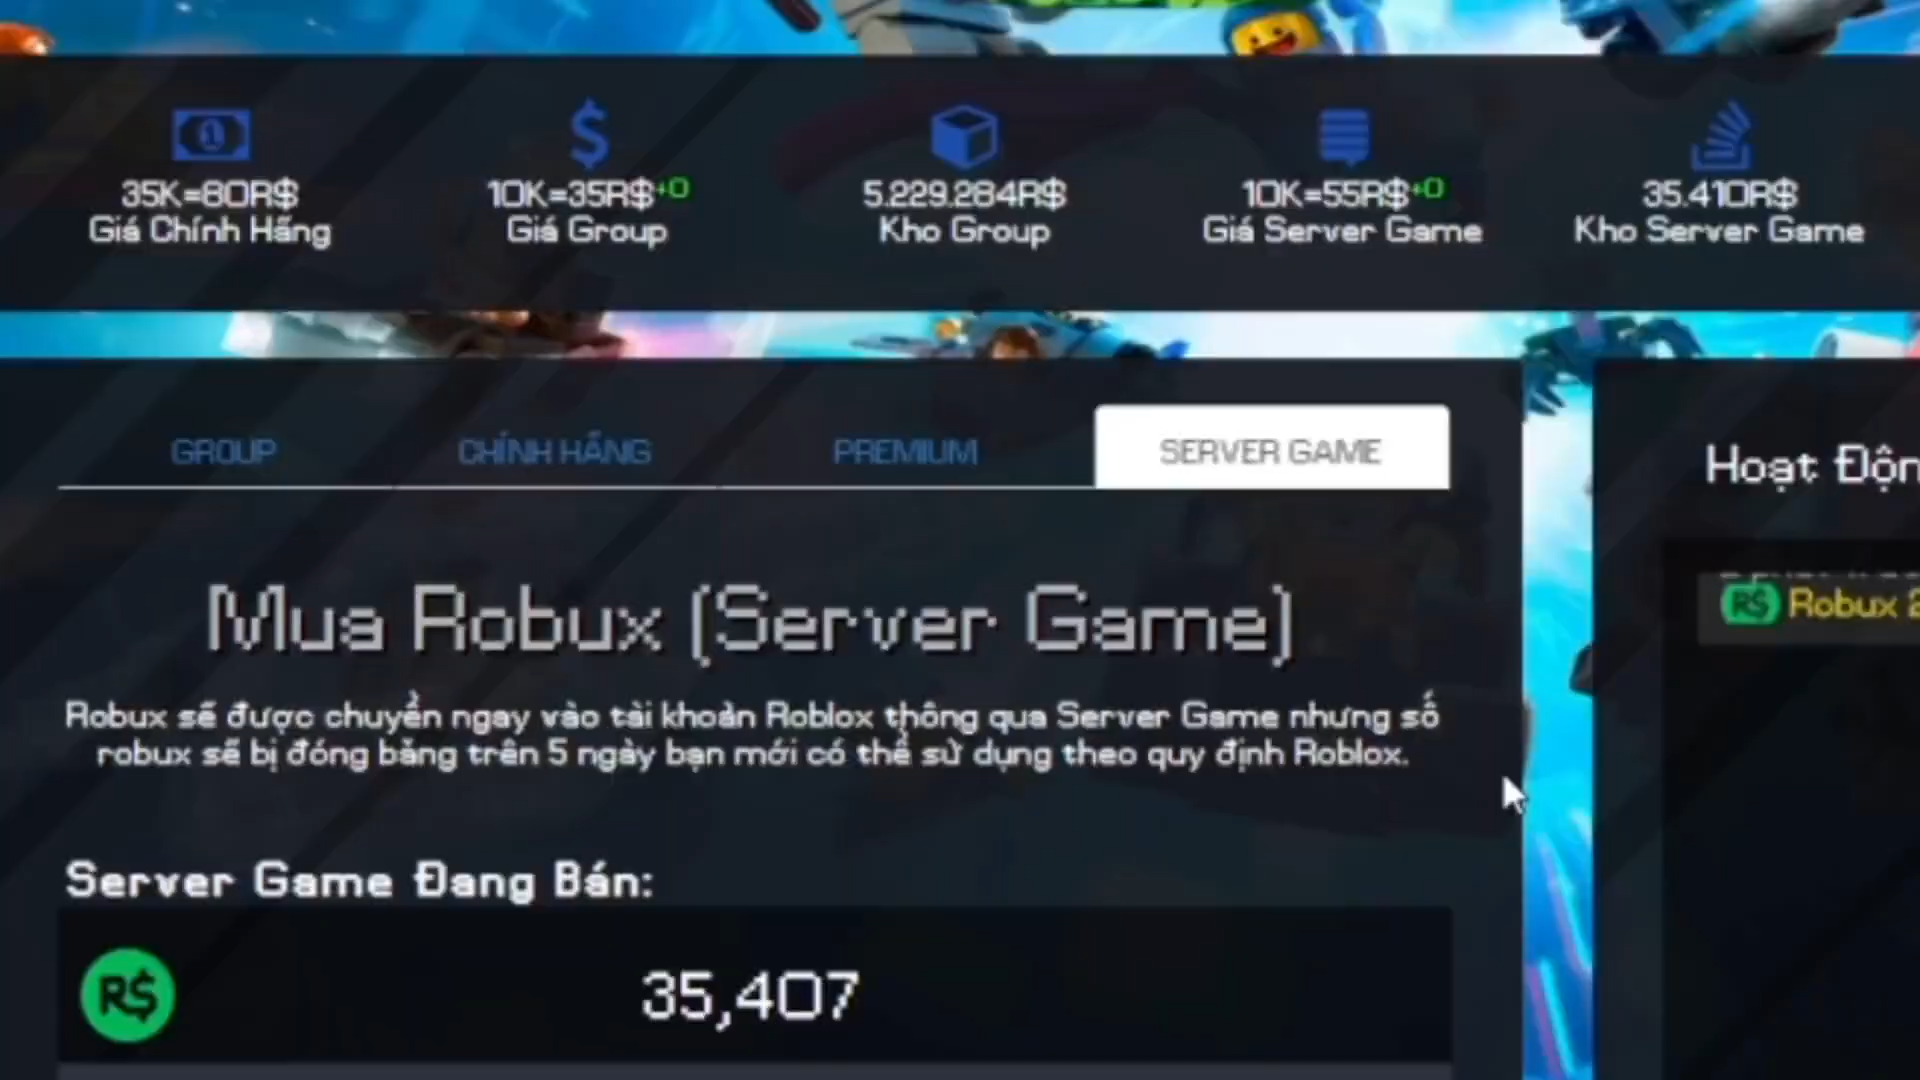 35K=80R$
Giá Chính Hãng
10K=35R$+0
Giá Group
5.229.284R$
Kho Group
10K=55R$+0
Giá Server Game
35.410R$
Kho Server Game
GROUP
CHÍNH HÃNG
PREMIUM
SERVER GAME
Mua Robux (Server Game)
Robux sẽ được chuyển ngay vào tài khoản Roblox thông qua Server Game nhưng số
robux sẽ bị đóng băng trên 5 ngày bạn mới có thể sử dụng theo quy định Roblox.
Server Game Đang Bán:
R$
35,407
Hoạt
R$ Robux